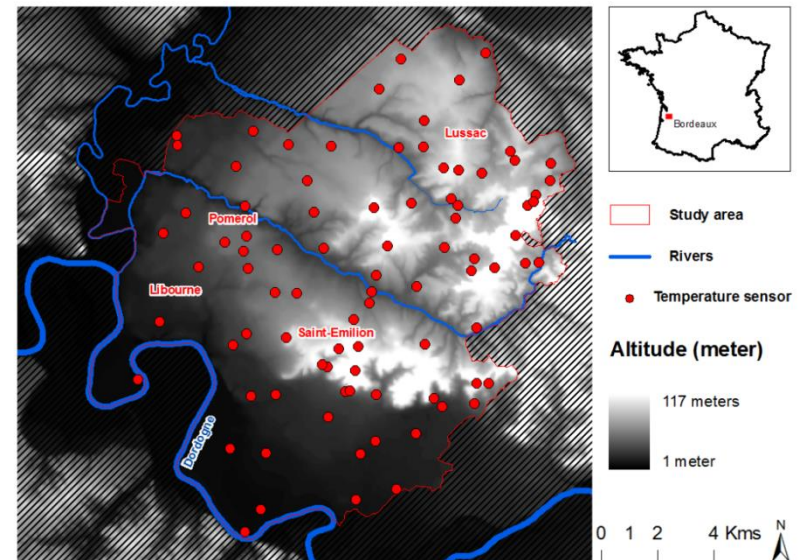 Lussac
Pomerol
Libourne
Saint-Emilion
Dordogne
Bordeaux
Study area
Rivers
Temperature sensor
Altitude (meter)
117 meters
1 meter
0 1 2 4 Kms
N